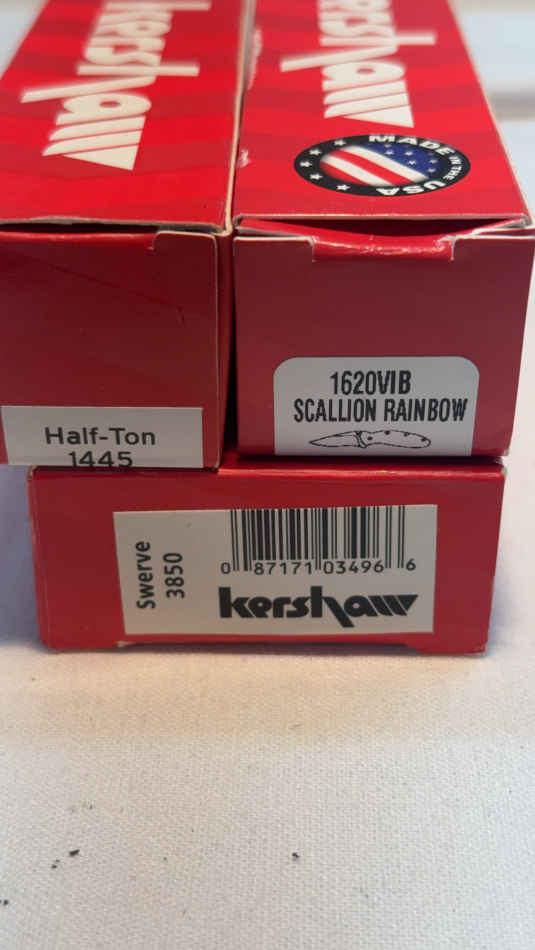 kershaw
kershaw
MADE IN THE USA
Half-Ton
1445
1620VIB
SCALLION RAINBOW
Swerve
3850
0 87171 03496 6
kershaw